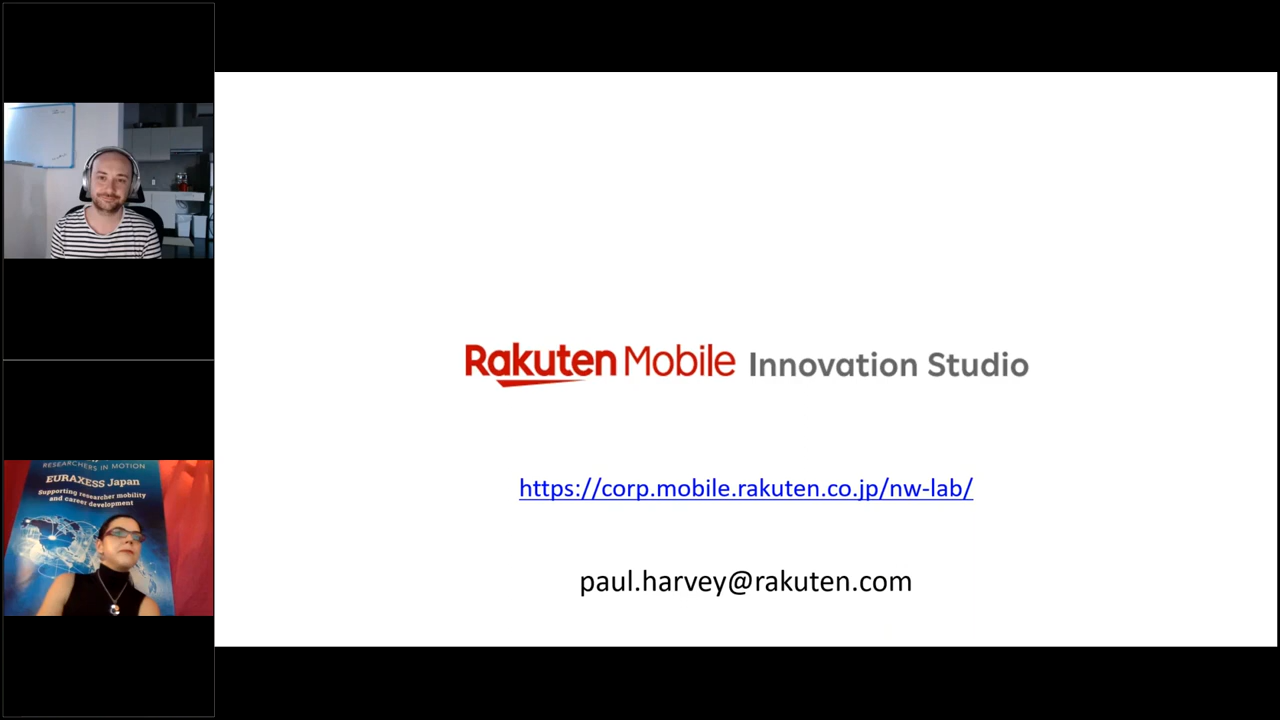 RESEARCHERS IN MOTION
EURAXESS Japan
Supporting researcher mobility
and career development
Rakuten Mobile Innovation Studio
https://corp.mobile.rakuten.co.jp/nw-lab/
paul.harvey@rakuten.com